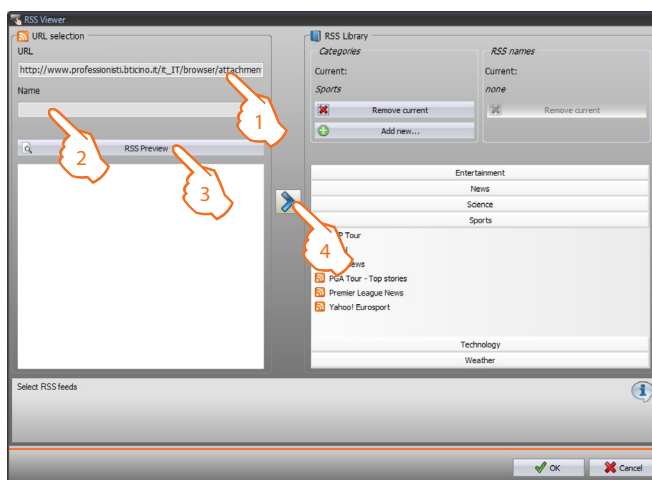 RSS Viewer
URL selection
URL
http://www.professionisti.bticino.it/it_IT/browser/attachmen
Name
RSS Preview
1
2
3
4
RSS Library
Categories
Current:
Sports
Remove current
Add new...
RSS names
Current:
none
Remove current
Entertainment
News
Science
Sports
P Tour
ews
PGA Tour - Top stories
Premier League News
Yahoo! Eurosport
Technology
Weather
Select RSS feeds
OK
Cancel